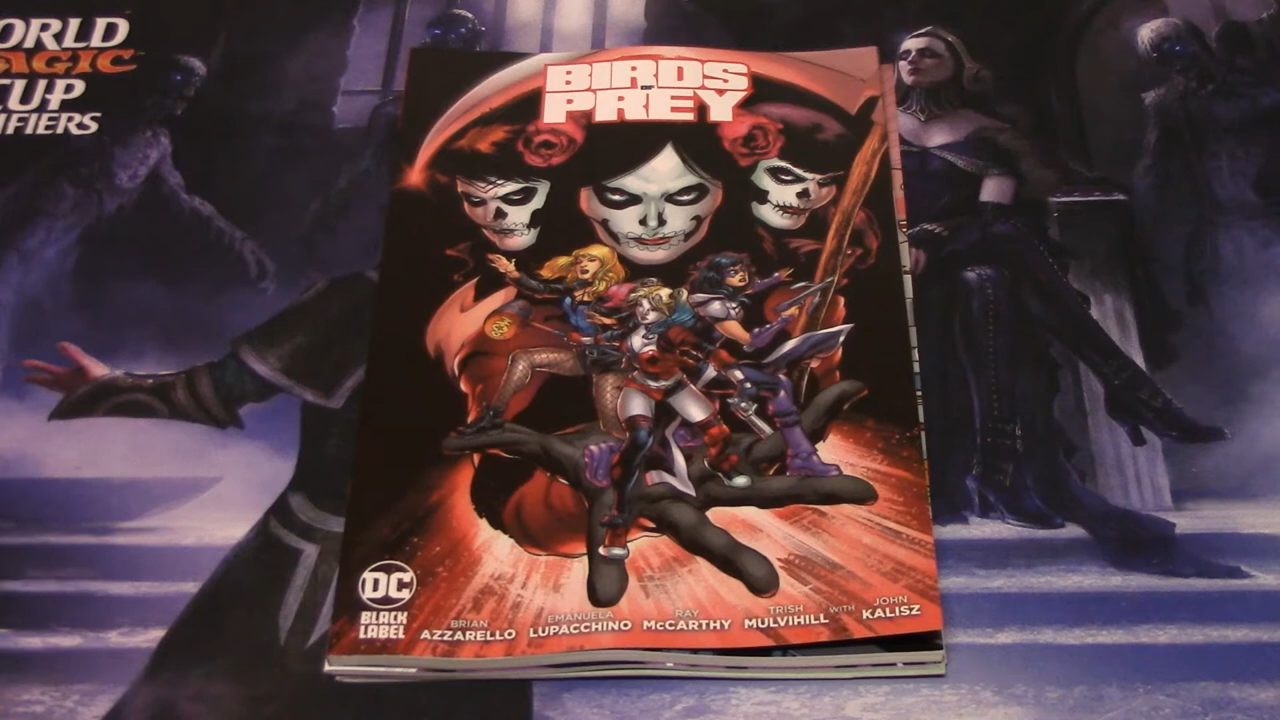 ORLD
AGIC
CUP
IFIERS
BIRDS
OF
PREY
DC
BLACK
LABEL
BRIAN
AZZARELLO
EMANUELA
LUPACCHINO
RAY
McCARTHY
TRISH
MULVIHILL
WITH
JOHN
KALISZ